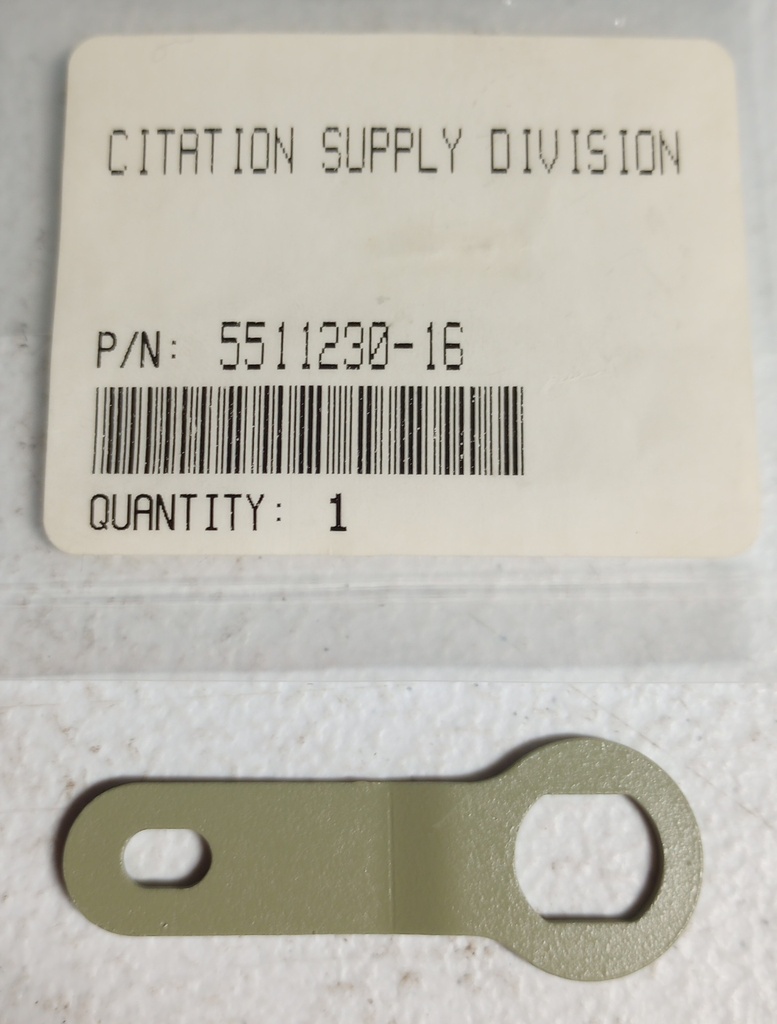 CITATION SUPPLY DIVISION
P/N: 5511230-16
QUANTITY: 1